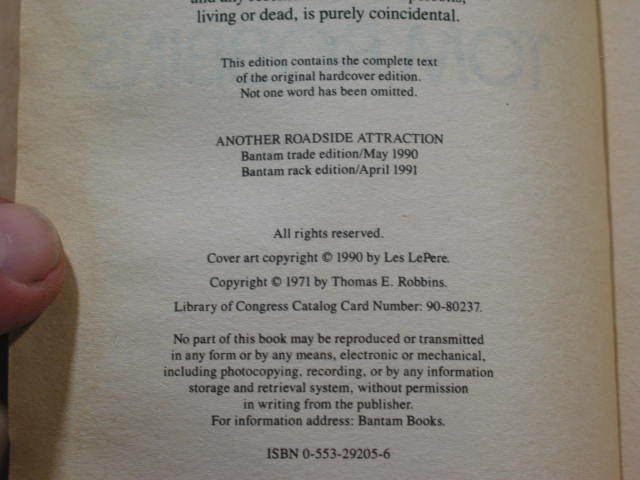 living or dead, is purely coincidental.
This edition contains the complete text
of the original hardcover edition.
Not one word has been omitted.
ANOTHER ROADSIDE ATTRACTION
Bantam trade edition/May 1990
Bantam rack edition/April 1991
All rights reserved.
Cover art copyright © 1990 by Les LePere.
Copyright © 1971 by Thomas E. Robbins.
Library of Congress Catalog Card Number: 90-80237.
No part of this book may be reproduced or transmitted
in any form or by any means, electronic or mechanical,
including photocopying, recording, or by any information
storage and retrieval system, without permission
in writing from the publisher.
For information address: Bantam Books.
ISBN 0-553-29205-6